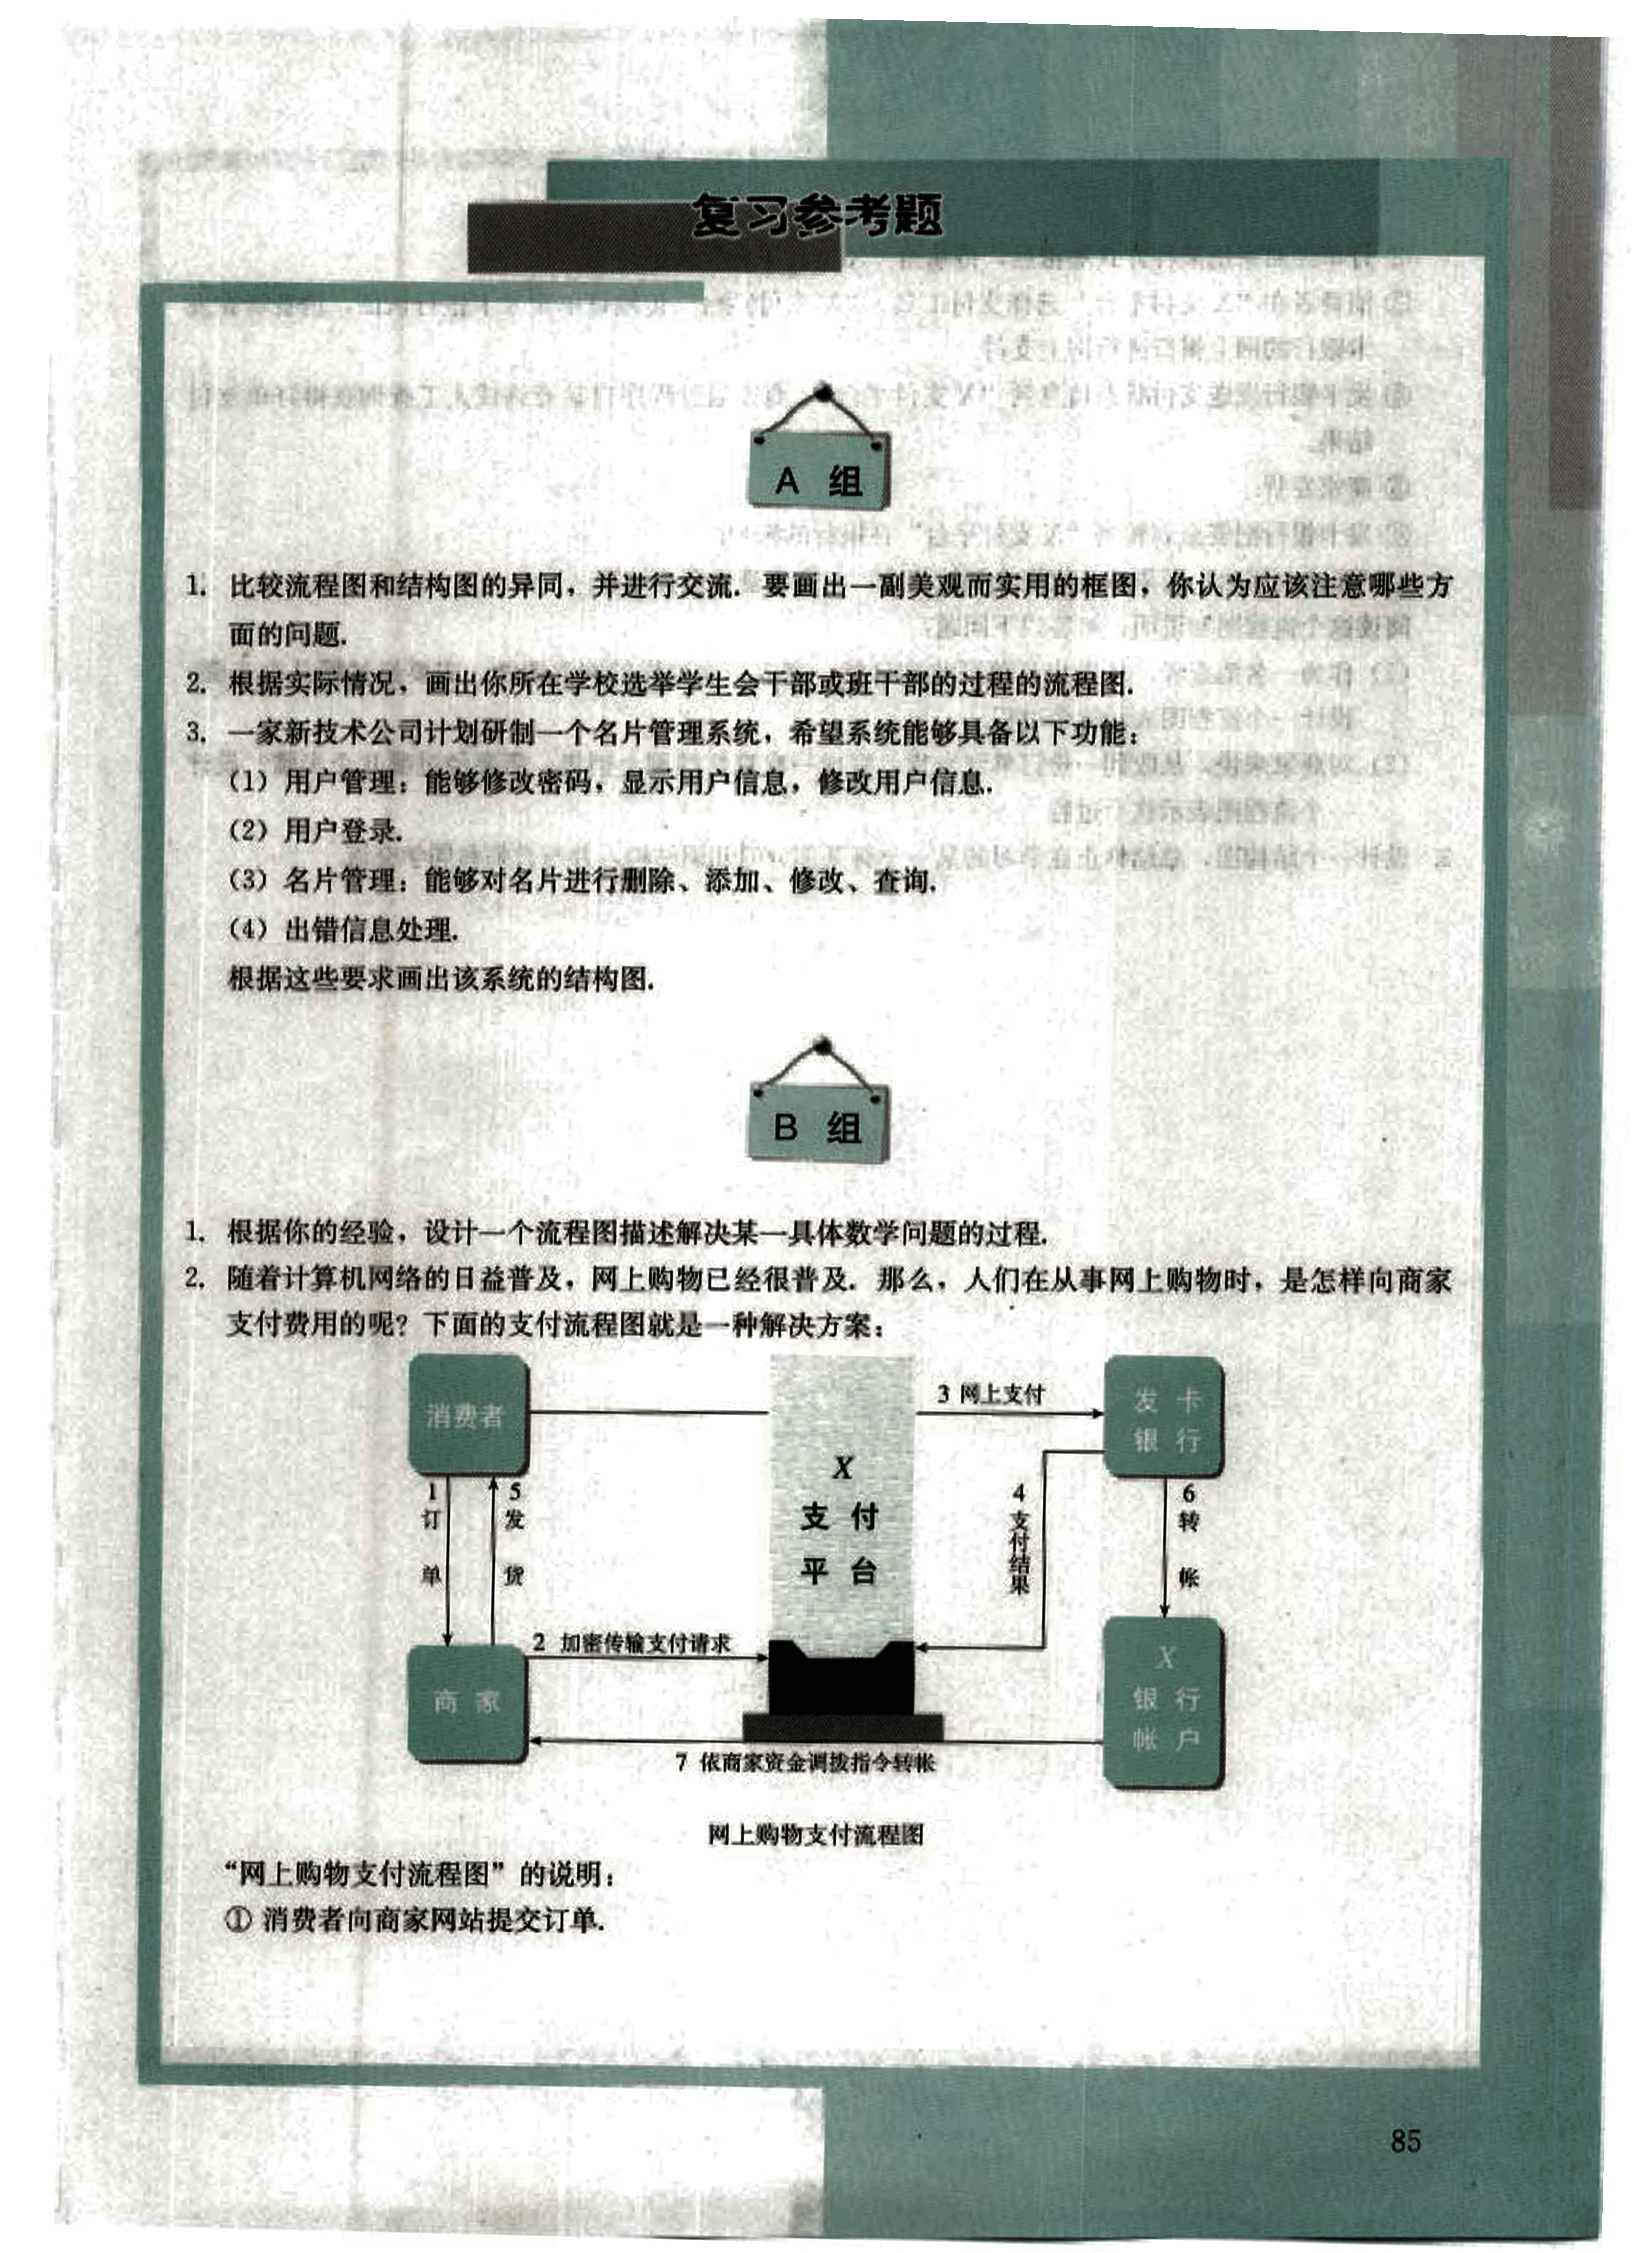 复习参考题
A 组
1. 比较流程图和结构图的异同，并进行交流. 要画出一副美观而实用的框图，你认为应该注意哪些方
面的问题.
2. 根据实际情况，画出你所在学校选举学生会干部或班干部的过程的流程图.
3. 一家新技术公司计划研制一个名片管理系统，希望系统能够具备以下功能：
（1）用户管理：能够修改密码，显示用户信息，修改用户信息.
（2）用户登录.
（3）名片管理：能够对名片进行删除、添加、修改、查询.
（4）出错信息处理.
根据这些要求画出该系统的结构图.
B 组
1. 根据你的经验，设计一个流程图描述解决某一具体数学问题的过程.
2. 随着计算机网络的日益普及，网上购物已经很普及. 那么，人们在从事网上购物时，是怎样向商家
支付费用的呢？下面的支付流程图就是一种解决方案：
消费者
3 网上支付
发 卡
银 行
X
支 付
平 台
1
订
单
5
发
货
4
支付结果
6
转
帐
2 加密传输支付请求
商 家
X
银 行
帐 户
7 依商家资金调拨指令转帐
网上购物支付流程图
“网上购物支付流程图”的说明：
① 消费者向商家网站提交订单.
85